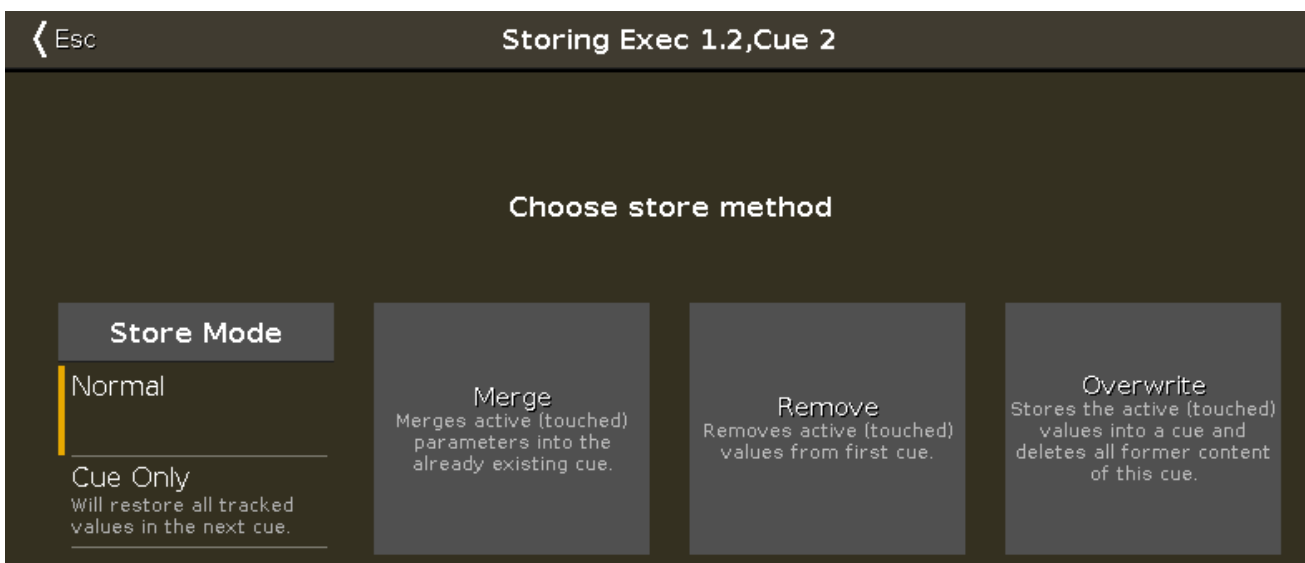 Esc
Storing Exec 1.2,Cue 2
Choose store method
Store Mode
Normal
Cue Only
Will restore all tracked
values in the next cue.
Merge
Merges active (touched)
parameters into the
already existing cue.
Remove
Removes active (touched)
values from first cue.
Overwrite
Stores the active (touched)
values into a cue and
deletes all former content
of this cue.